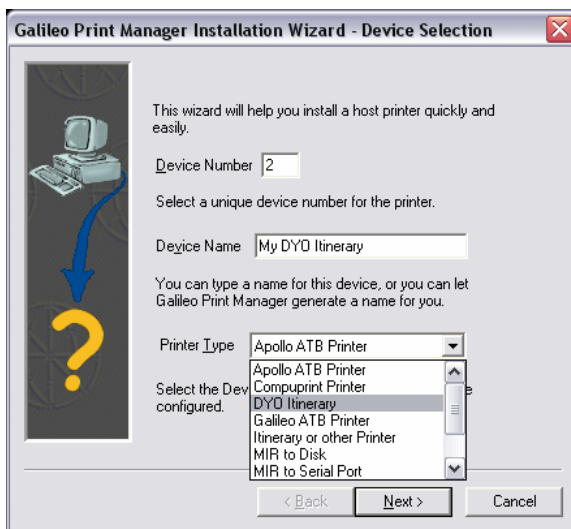 Galileo Print Manager Installation Wizard - Device Selection
This wizard will help you install a host printer quickly and
easily.
Device Number 2
Select a unique device number for the printer.
Device Name My DYO Itinerary
You can type a name for this device, or you can let
Galileo Print Manager generate a name for you.
Printer Type Apollo ATB Printer
Apollo ATB Printer
Compuprint Printer
DYO Itinerary
Galileo ATB Printer
Itinerary or other Printer
MIR to Disk
MIR to Serial Port
Select the Dev e
configured.
< Back Next > Cancel